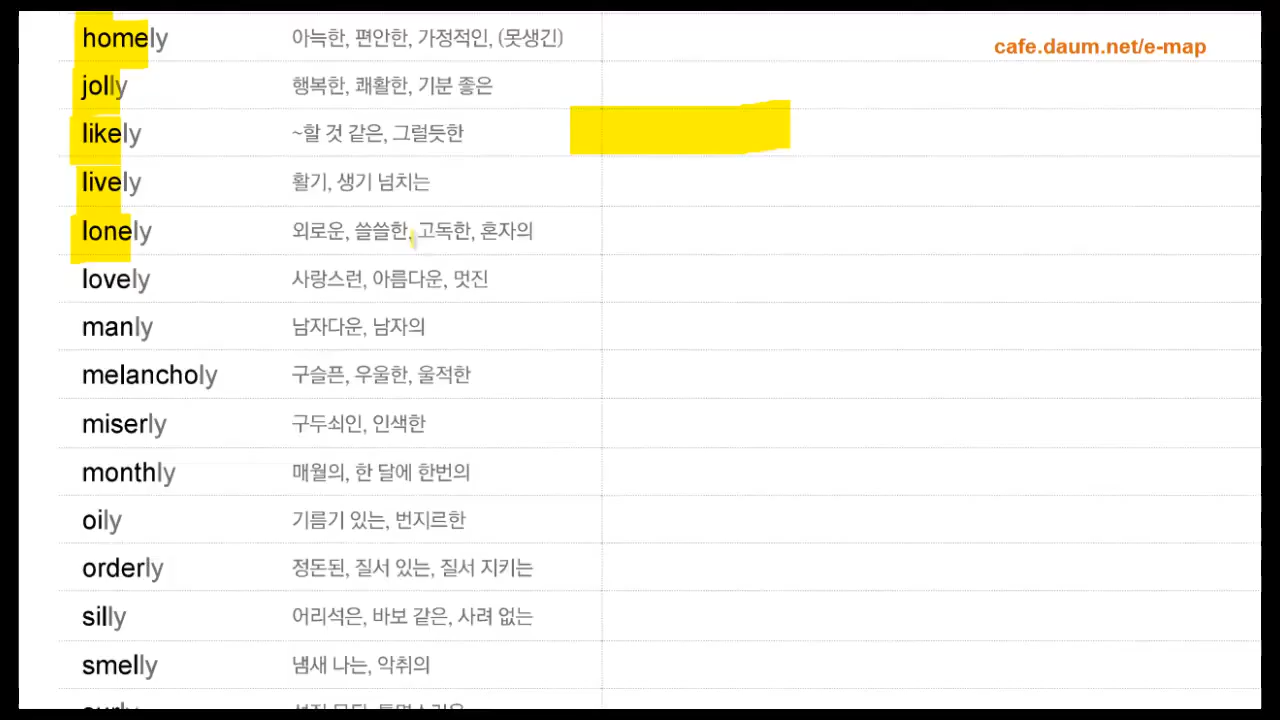 homely 아늑한, 편안한, 가정적인, (못생긴)
cafe.daum.net/e-map
jolly 행복한, 쾌활한, 기분 좋은
likely ~할 것 같은, 그럴듯한
lively 활기, 생기 넘치는
lonely 외로운, 쓸쓸한, 고독한, 혼자의
lovely 사랑스런, 아름다운, 멋진
manly 남자다운, 남자의
melancholy 구슬픈, 우울한, 울적한
miserly 구두쇠인, 인색한
monthly 매월의, 한 달에 한번의
oily 기름기 있는, 번지르한
orderly 정돈된, 질서 있는, 질서 지키는
silly 어리석은, 바보 같은, 사려 없는
smelly 냄새 나는, 악취의